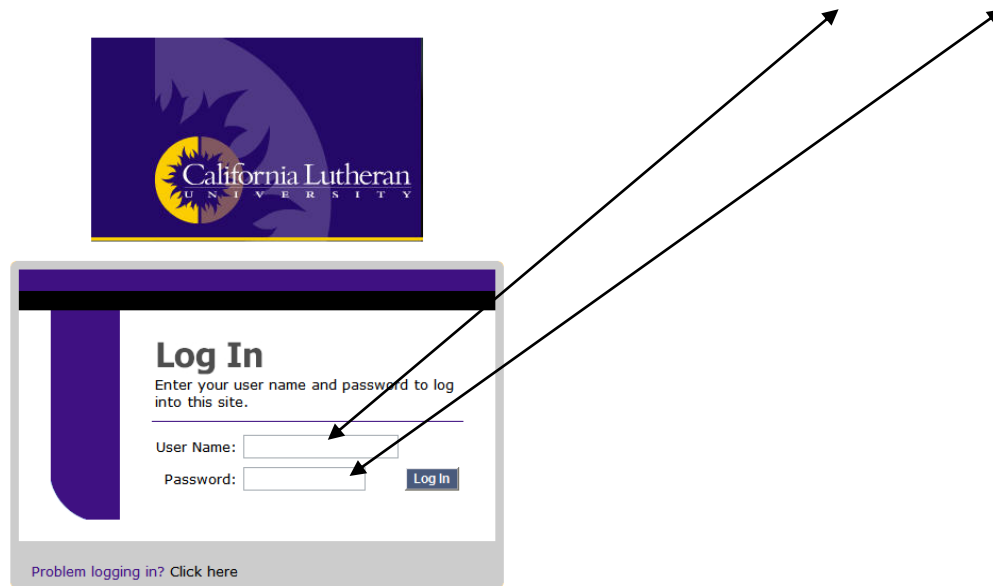 California Lutheran
UNIVERSITY
Log In
Enter your user name and password to log
into this site.
User Name:
Password:
Log In
Problem logging in? Click here